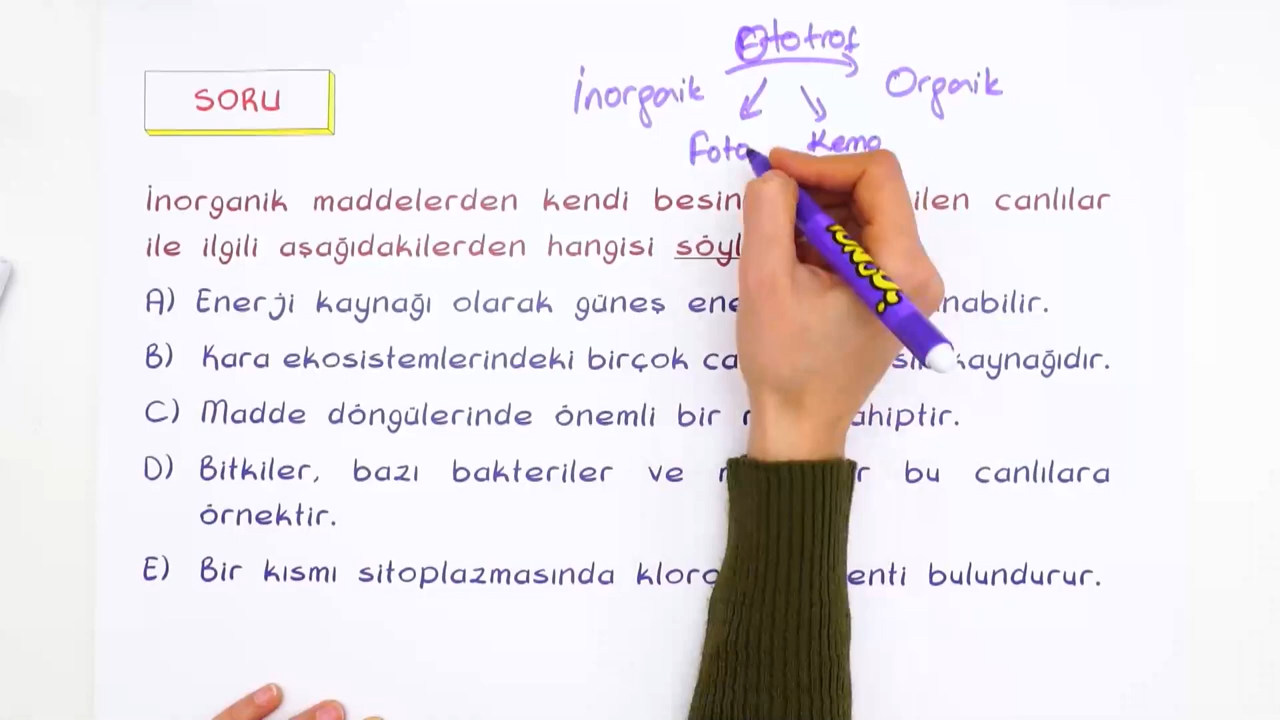 Ototrof
İnorganik
Organik
Foto
Kemo
SORU
İnorganik maddelerden kendi besin ilen canlılar
ile ilgili aşağıdakilerden hangisi söyl
A) Enerji kaynağı olarak güneş ene nabilir.
B) Kara ekosistemlerindeki birçok ca kaynağıdır.
C) Madde döngülerinde önemli bir ahiptir.
D) Bitkiler, bazı bakteriler ve r bu canlılara
örnektir.
E) Bir kısmı sitoplazmasında kloro enti bulundurur.